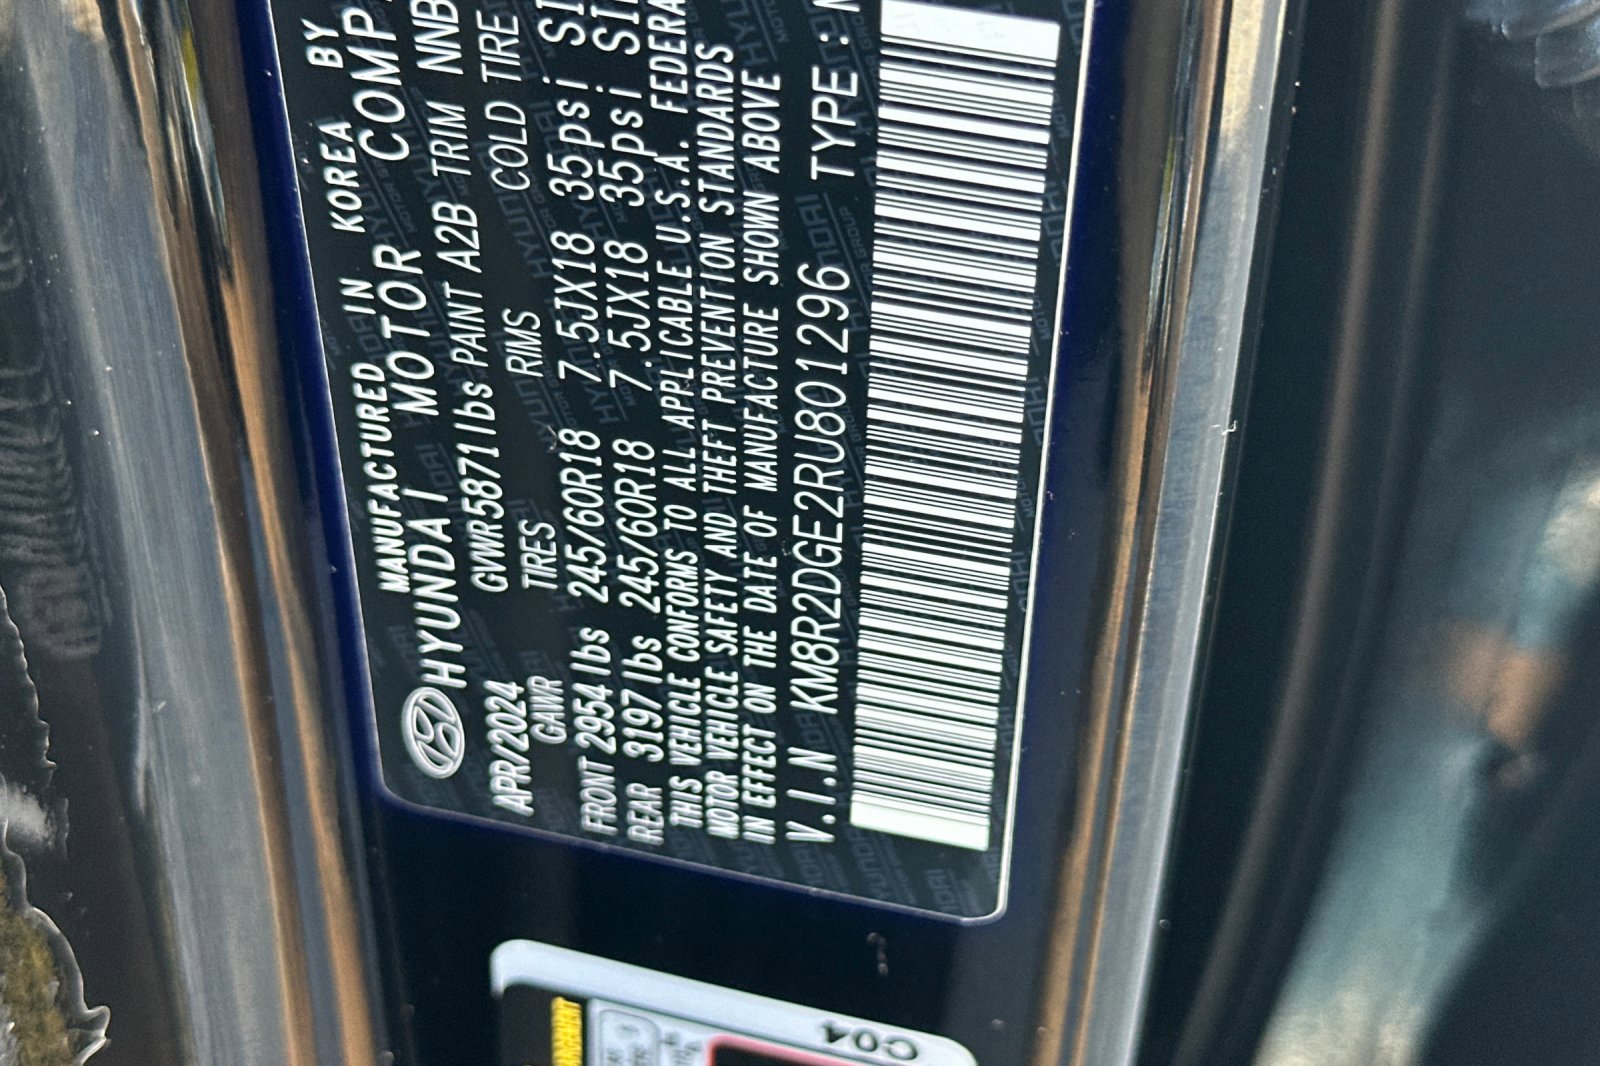 MANUFACTURED IN KOREA BY
HYUNDAI MOTOR COMP
APR/2024 GVWR5871lbs PAINT A2B TRIM NNB
GAWR TIRES RIMS COLD TIRE
FRONT 2954lbs 245/60R18 7.5JX18 35psi SI
REAR 3197lbs 245/60R18 7.5JX18 35psi SI
THIS VEHICLE CONFORMS TO ALL APPLICABLE U.S.A. FEDERA
MOTOR VEHICLE SAFETY AND THEFT PREVENTION STANDARDS
IN EFFECT ON THE DATE OF MANUFACTURE SHOWN ABOVE
V.I.N KM8R2DGE2RU801296 TYPE:
C04